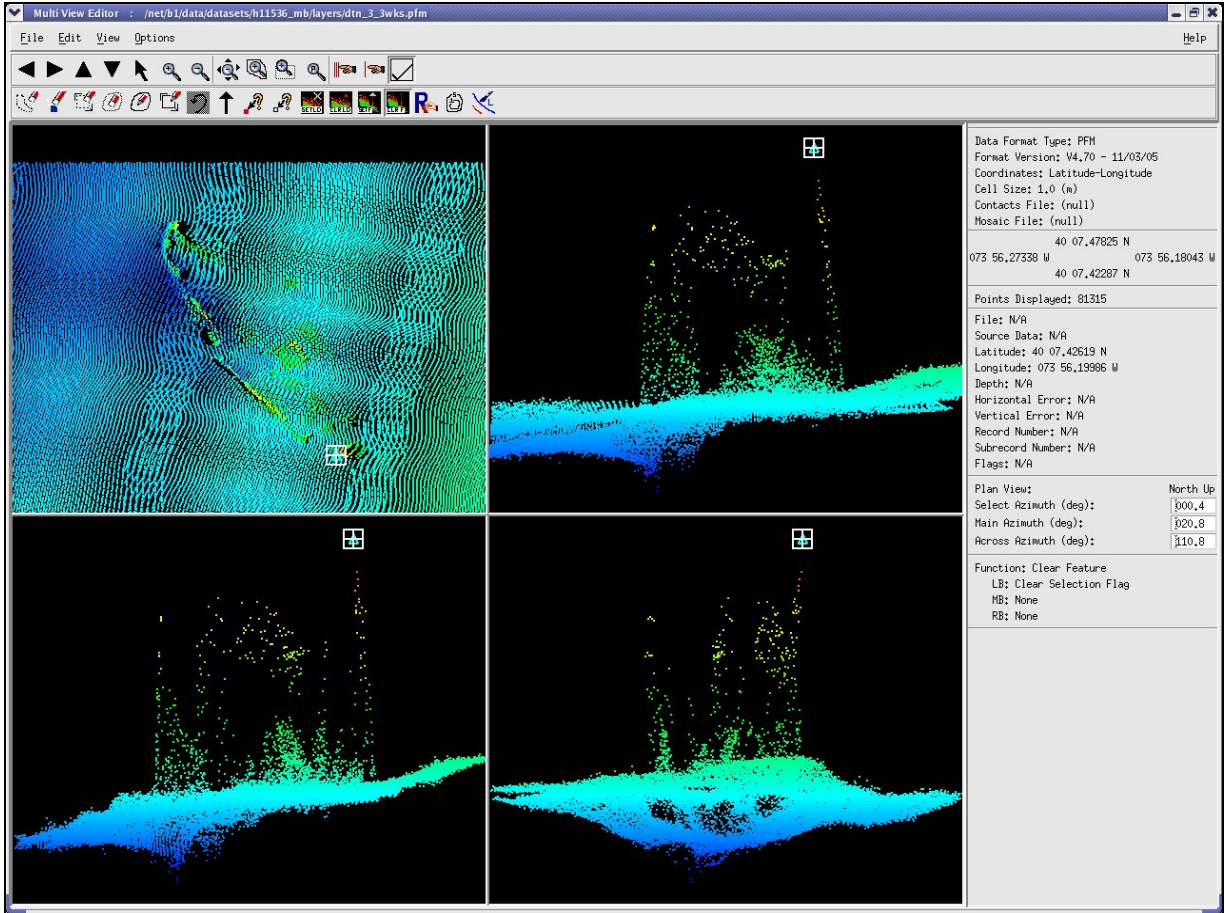 Multi View Editor : /net/b1/data/datasets/h11536_mb/layers/dtn_3_3wks.pfm
File Edit View Options Help
SETLD CLR LD CLR F
R
L
Data Format Type: PFM
Format Version: V4.70 - 11/03/05
Coordinates: Latitude-Longitude
Cell Size: 1.0 (m)
Contacts File: (null)
Mosaic File: (null)
40 07.47825 N
073 56.27338 W 073 56.18043 W
40 07.42287 N
Points Displayed: 81315
File: N/A
Source Data: N/A
Latitude: 40 07.42619 N
Longitude: 073 56.19986 W
Depth: N/A
Horizontal Error: N/A
Vertical Error: N/A
Record Number: N/A
Subrecord Number: N/A
Flags: N/A
Plan View: North Up
Select Azimuth (deg): 000.4
Main Azimuth (deg): 020.8
Across Azimuth (deg): 110.8
Function: Clear Feature
LB: Clear Selection Flag
MB: None
RB: None